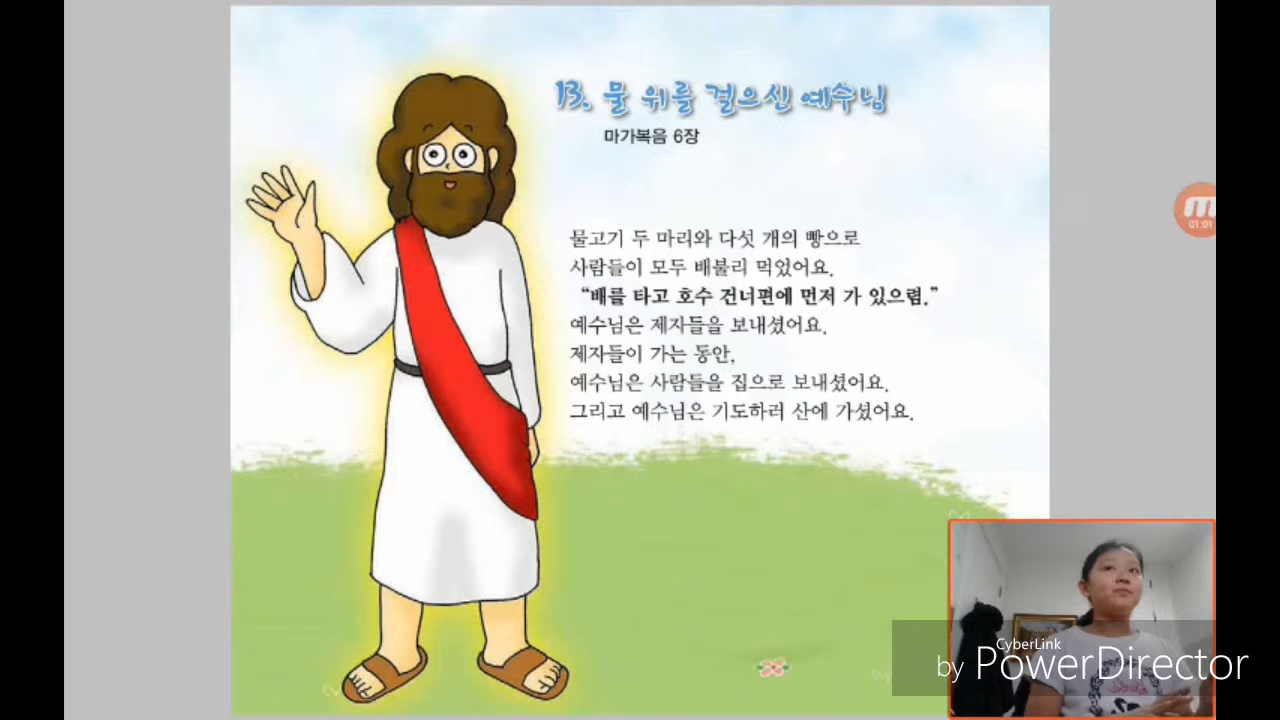 13. 물 위를 걸으신 예수님
마가복음 6장
물고기 두 마리와 다섯 개의 빵으로
사람들이 모두 배불리 먹었어요.
“배를 타고 호수 건너편에 먼저 가 있으렴.”
예수님은 제자들을 보내셨어요.
제자들이 가는 동안,
예수님은 사람들을 집으로 보내셨어요.
그리고 예수님은 기도하러 산에 가셨어요.
01:01
CyberLink
by PowerDirector